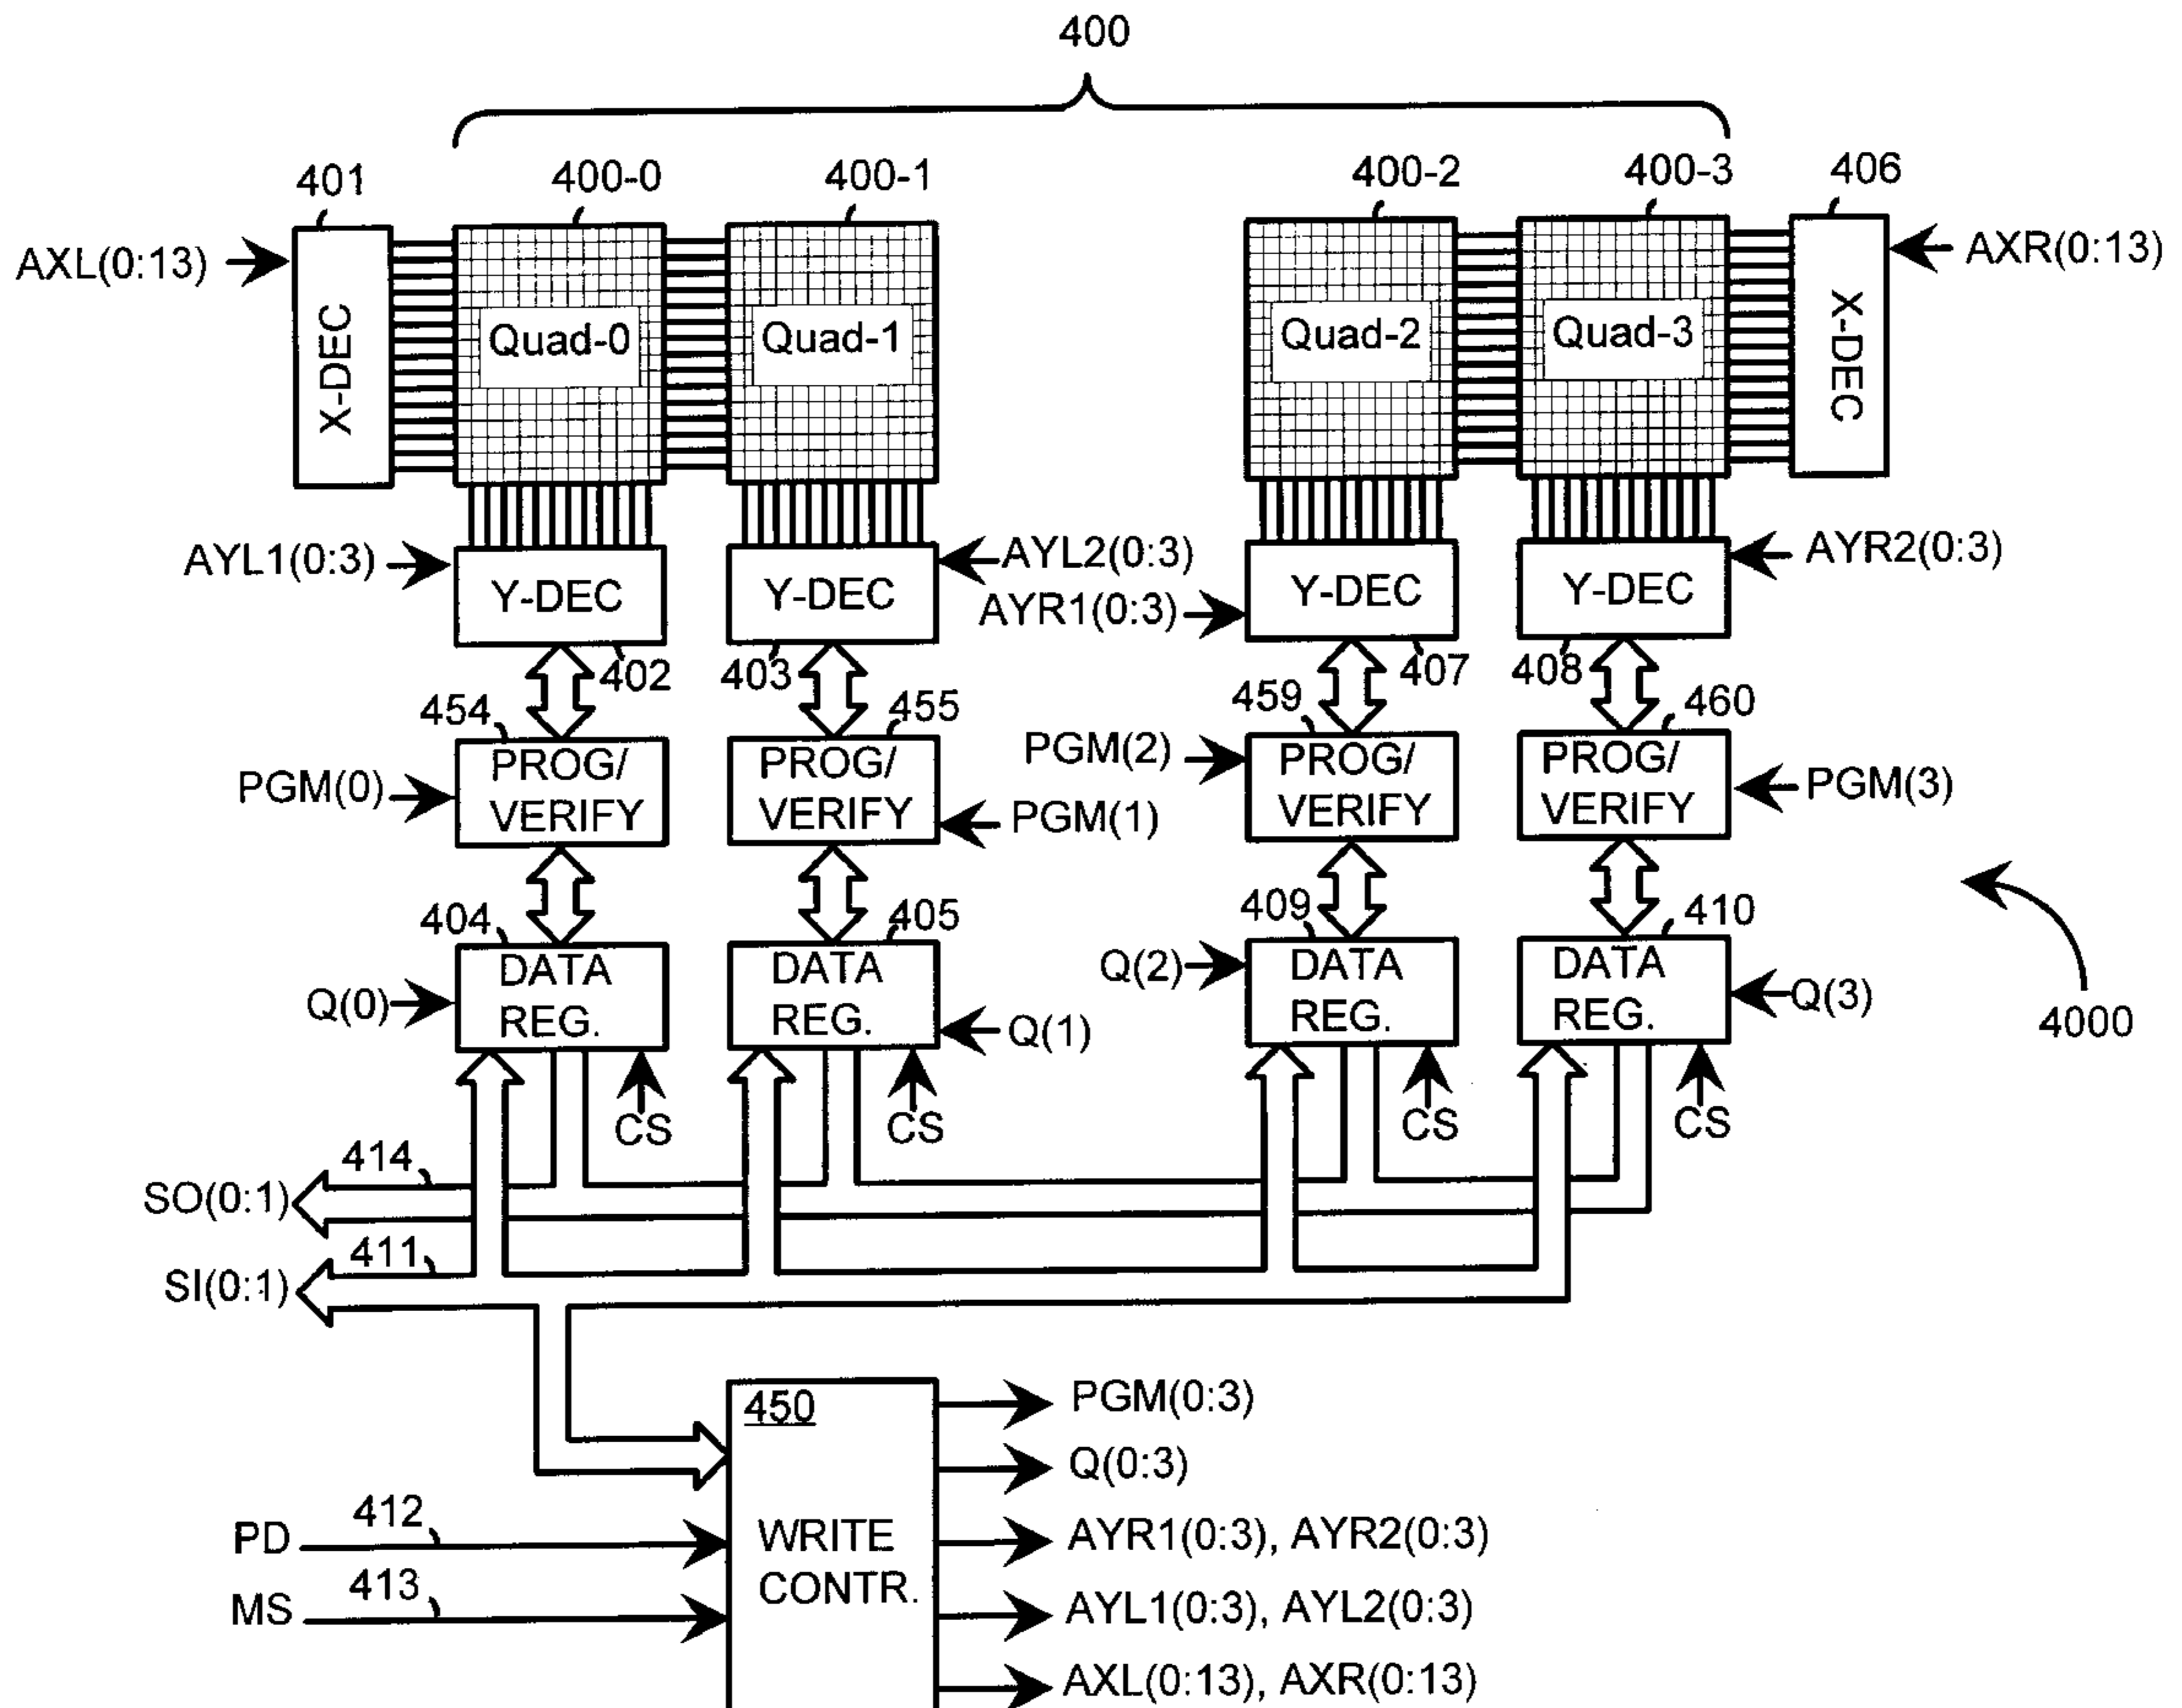 400
401
400-0
400-1
400-2
400-3
406
AXL(0:13)
X-DEC
Quad-0
Quad-1
Quad-2
Quad-3
X-DEC
AXR(0:13)
AYL1(0:3)
Y-DEC
Y-DEC
AYL2(0:3)
AYR1(0:3)
Y-DEC
Y-DEC
AYR2(0:3)
402
403
407
408
454
455
459
460
PGM(0)
PROG/
VERIFY
PROG/
VERIFY
PGM(1)
PGM(2)
PROG/
VERIFY
PROG/
VERIFY
PGM(3)
404
405
409
410
Q(0)
DATA
REG.
DATA
REG.
Q(1)
Q(2)
DATA
REG.
DATA
REG.
Q(3)
4000
CS
CS
CS
CS
414
SO(0:1)
411
SI(0:1)
450
WRITE
CONTR.
PD
412
MS
413
PGM(0:3)
Q(0:3)
AYR1(0:3), AYR2(0:3)
AYL1(0:3), AYL2(0:3)
AXL(0:13), AXR(0:13)